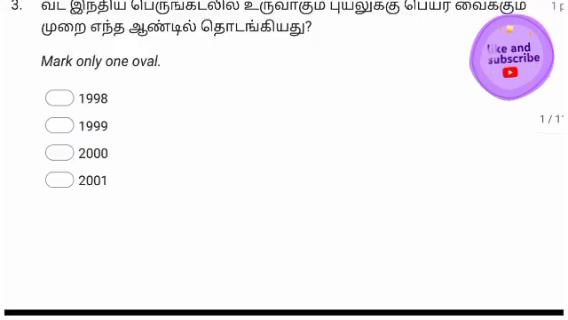 3. வட இந்திய பெருங்கடலில் உருவாகும் புயலுக்கு பெயர் வைக்கும்
முறை எந்த ஆண்டில் தொடங்கியது?
Mark only one oval.
1998
1999
2000
2001
like and
subscribe
1 / 1